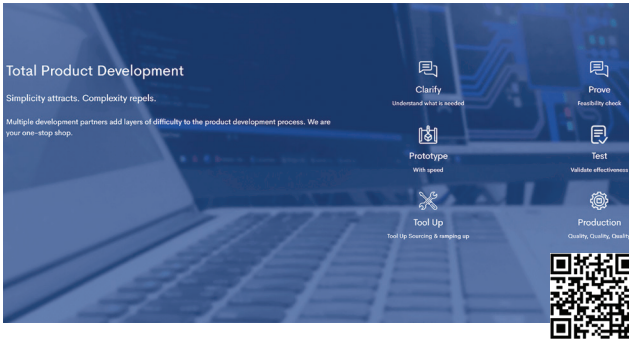 Total Product Development
Simplicity attracts. Complexity repels.
Multiple development partners add layers of difficulty to the product development process. We are
your one-stop shop.
Clarify
Understand what is needed
Prove
Feasibility check
Prototype
With speed
Test
Validate effectiveness
Tool Up
Tool Up Sourcing & ramping up
Production
Quality, Quality, Quality